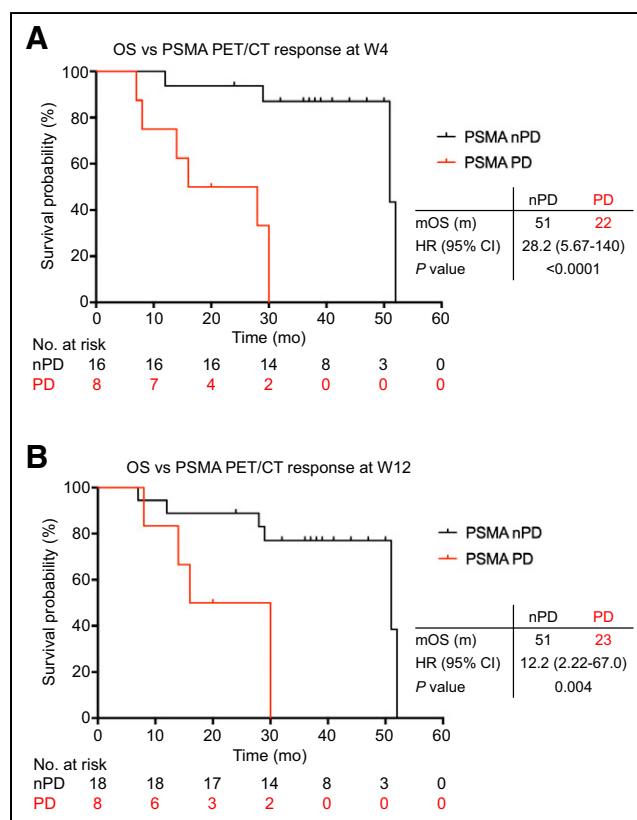 A
OS vs PSMA PET/CT response at W4
Survival probability (%)
100
80
60
40
20
0
0 10 20 30 40 50 60
Time (mo)
PSMA nPD
PSMA PD
nPD PD
mOS (m) 51 22
HR (95% CI) 28.2 (5.67-140)
P value <0.0001
No. at risk
nPD 16 16 16 14 8 3 0
PD 8 7 4 2 0 0 0
B
OS vs PSMA PET/CT response at W12
Survival probability (%)
100
80
60
40
20
0
0 10 20 30 40 50 60
Time (mo)
PSMA nPD
PSMA PD
nPD PD
mOS (m) 51 23
HR (95% CI) 12.2 (2.22-67.0)
P value 0.004
No. at risk
nPD 18 18 17 14 8 3 0
PD 8 6 3 2 0 0 0